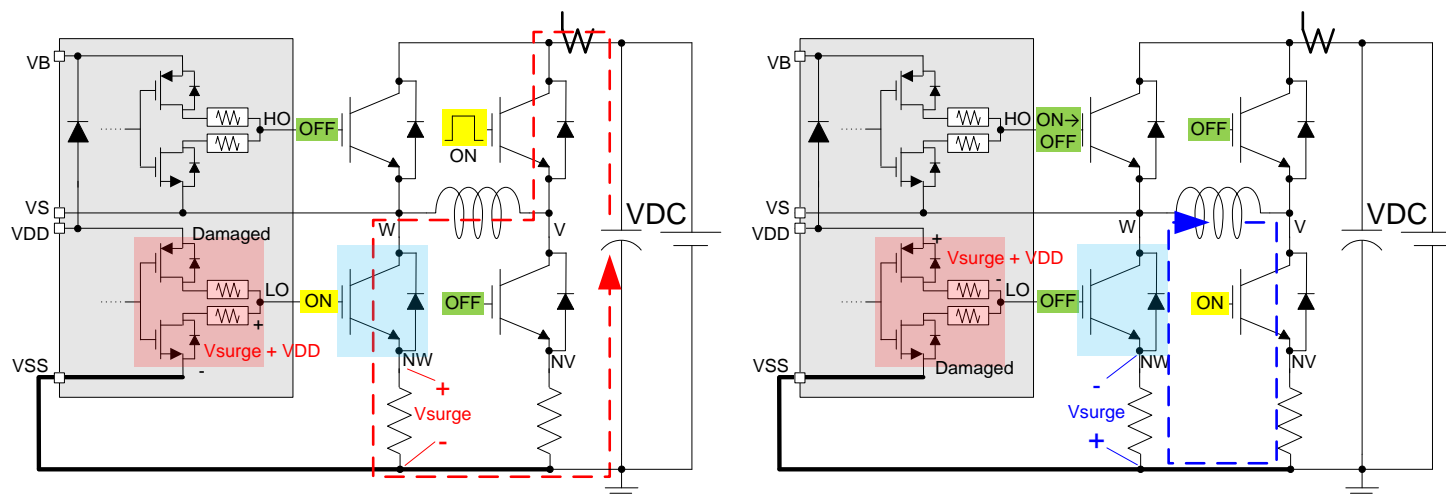 VB
HO
OFF
ON
VS
VDD
Damaged
W
V
VDC
LO
ON
OFF
+
Vsurge + VDD
-
VSS
NW
NV
+
Vsurge
-
VB
HO
ON→
OFF
OFF
VS
VDD
W
V
VDC
+
Vsurge + VDD
-
LO
OFF
ON
VSS
Damaged
NW
NV
-
Vsurge
+